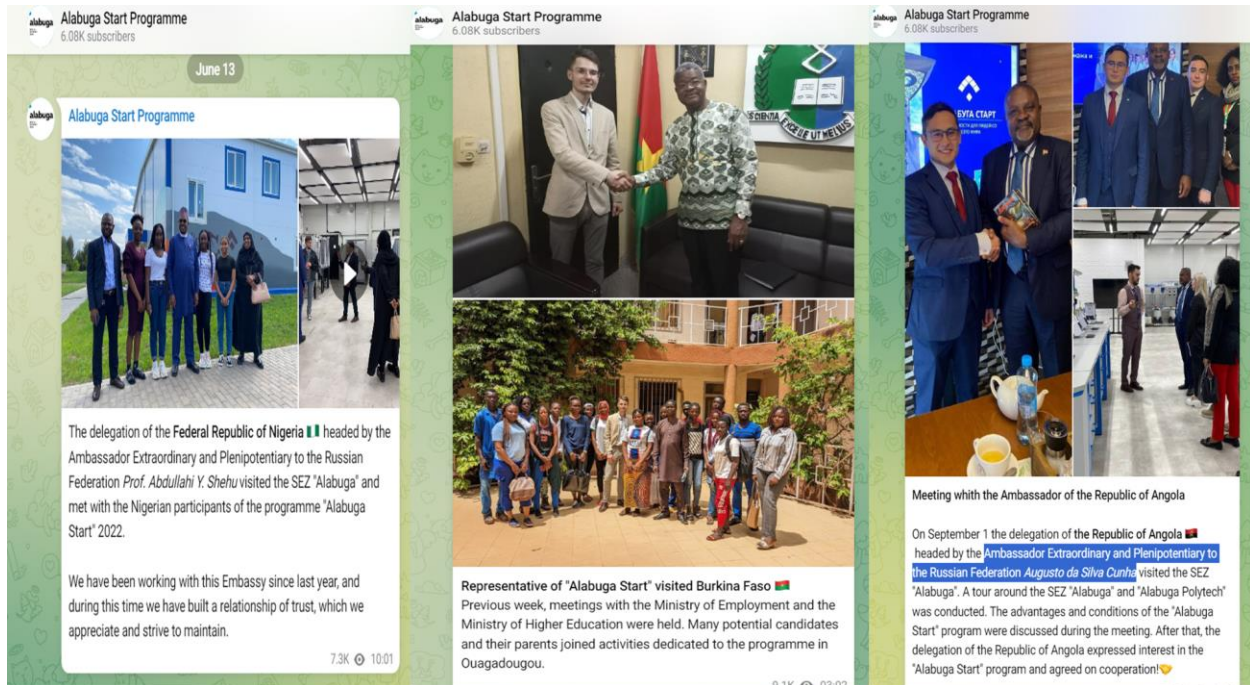 alabuga
Alabuga Start Programme
6.08K subscribers
June 13
alabuga
Alabuga Start Programme
The delegation of the Federal Republic of Nigeria 🇳🇬 headed by the
Ambassador Extraordinary and Plenipotentiary to the Russian
Federation Prof. Abdullahi Y. Shehu visited the SEZ "Alabuga" and
met with the Nigerian participants of the programme "Alabuga
Start" 2022.
We have been working with this Embassy since last year, and
during this time we have built a relationship of trust, which we
appreciate and strive to maintain.
7.3K 10:01
alabuga
Alabuga Start Programme
6.08K subscribers
SCIENTIA
EXCELLE UT MELIUS
Representative of "Alabuga Start" visited Burkina Faso 🇧🇫
Previous week, meetings with the Ministry of Employment and the
Ministry of Higher Education were held. Many potential candidates
and their parents joined activities dedicated to the programme in
Ouagadougou.
alabuga
Alabuga Start Programme
6.08K subscribers
БУГА СТАРТ
Meeting whith the Ambassador of the Republic of Angola
On September 1 the delegation of the Republic of Angola 🇦🇴
headed by the Ambassador Extraordinary and Plenipotentiary to
the Russian Federation Augusto da Silva Cunha visited the SEZ
"Alabuga". A tour around the SEZ "Alabuga" and "Alabuga Polytech"
was conducted. The advantages and conditions of the "Alabuga
Start" program were discussed during the meeting. After that, the
delegation of the Republic of Angola expressed interest in the
"Alabuga Start" program and agreed on cooperation!🤝